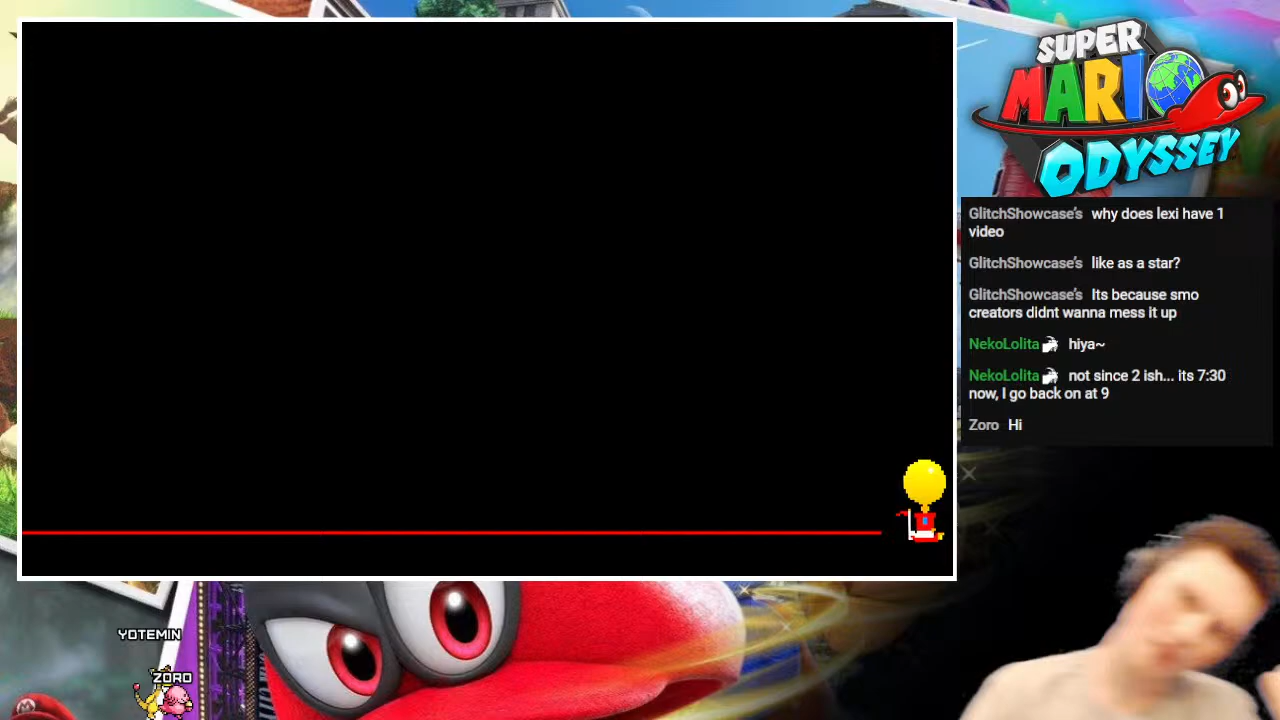 SUPER
MARIO
ODYSSEY
GlitchShowcase's why does lexi have 1
video
GlitchShowcase's like as a star?
GlitchShowcase's Its because smo
creators didnt wanna mess it up
NekoLolita hiya~
NekoLolita not since 2 ish... its 7:30
now, I go back on at 9
Zoro Hi
YOTEMIN
ZORO
M